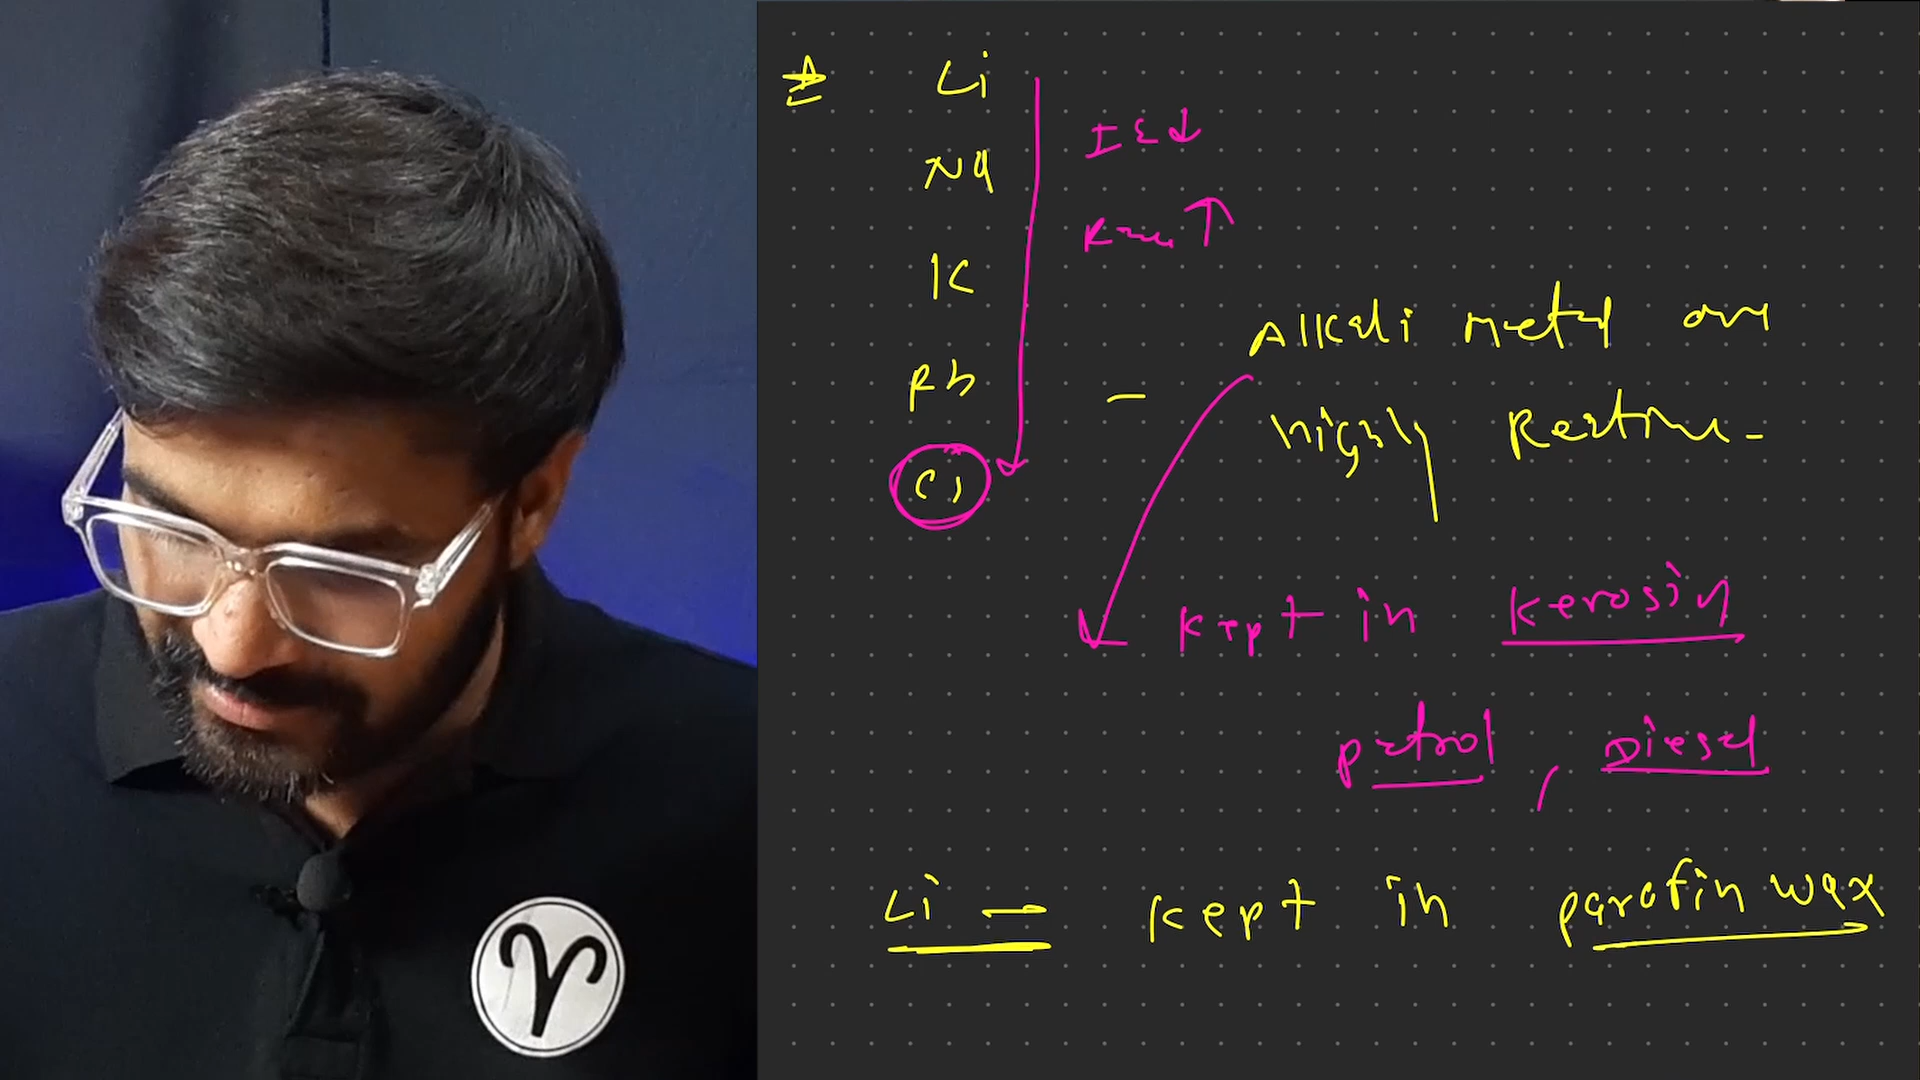 Li
IE↓
Na
↑
K
Alkali metal are
Rb -
highly Reactive -
Cs
kept in kerosin
petrol , Diesel
Li → kept in parafin wax